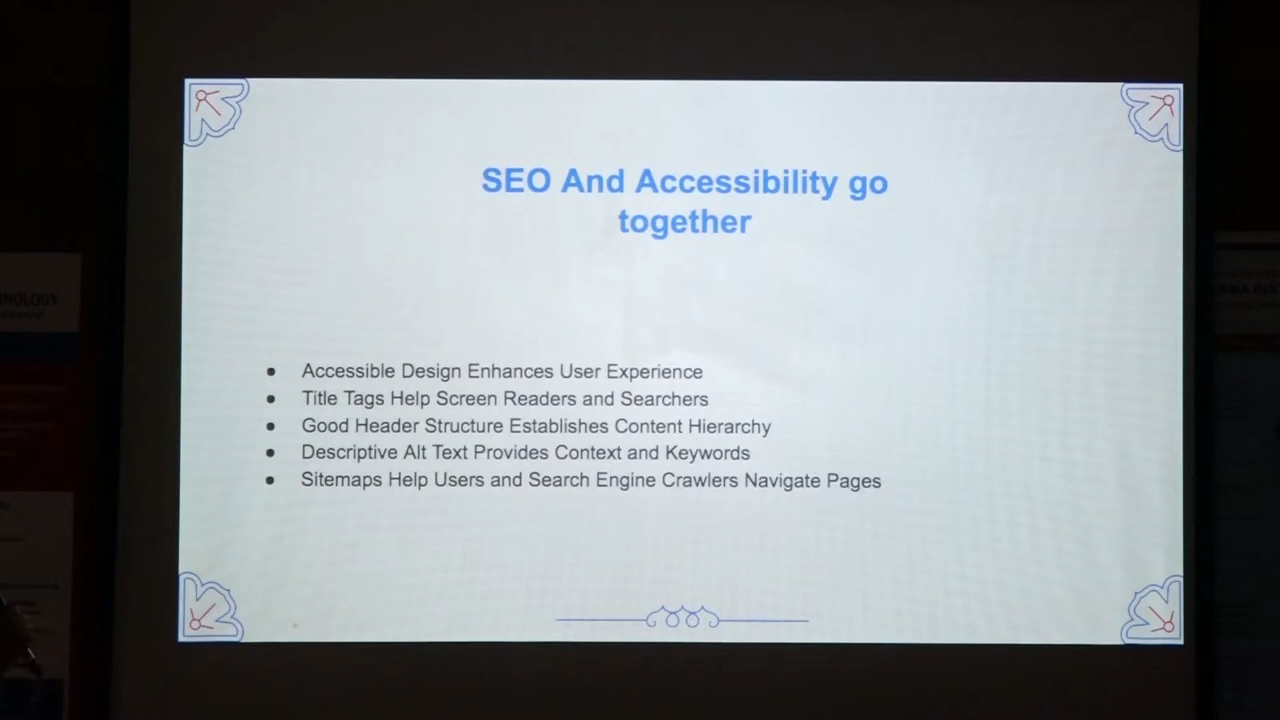 SEO And Accessibility go
together
● Accessible Design Enhances User Experience
● Title Tags Help Screen Readers and Searchers
● Good Header Structure Establishes Content Hierarchy
● Descriptive Alt Text Provides Context and Keywords
● Sitemaps Help Users and Search Engine Crawlers Navigate Pages